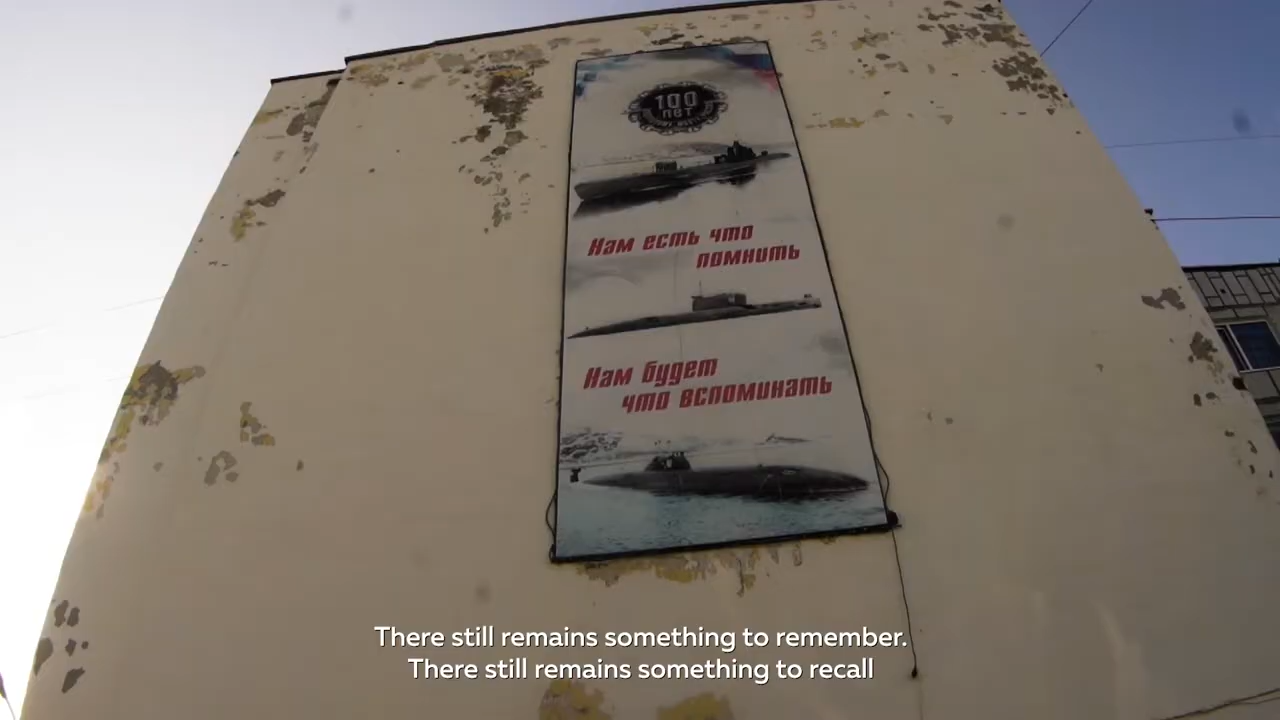 100
лет
Нам есть что
помнить
Нам будет
что вспоминать
There still remains something to remember.
There still remains something to recall